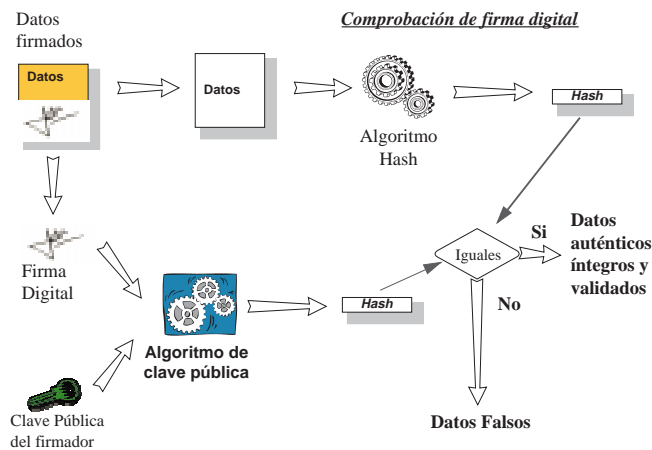 Datos
firmados
Comprobación de firma digital
Datos
Datos
Hash
Algoritmo
Hash
Firma
Digital
Iguales
Si
Datos
auténticos
íntegros y
validados
No
Hash
Algoritmo de
clave pública
Clave Pública
del firmador
Datos Falsos